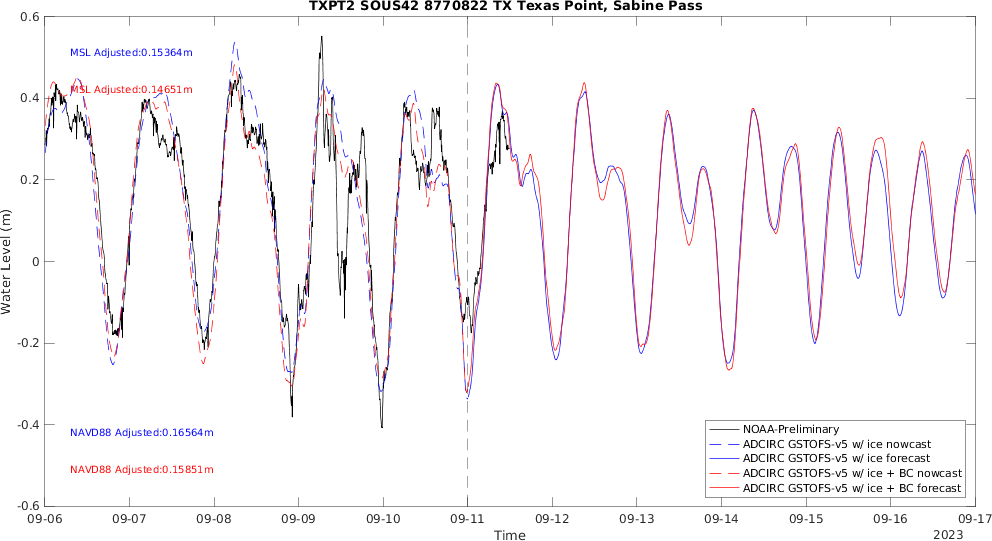 TXPT2 SOUS42 8770822 TX Texas Point, Sabine Pass
0.6
0.4
0.2
0
-0.2
-0.4
-0.6
Water Level (m)
MSL Adjusted:0.15364m
MSL Adjusted:0.14651m
NAVD88 Adjusted:0.16564m
NAVD88 Adjusted:0.15851m
NOAA-Preliminary
ADCIRC GSTOFS-v5 w/ ice nowcast
ADCIRC GSTOFS-v5 w/ ice forecast
ADCIRC GSTOFS-v5 w/ ice + BC nowcast
ADCIRC GSTOFS-v5 w/ ice + BC forecast
09-06 09-07 09-08 09-09 09-10 09-11 09-12 09-13 09-14 09-15 09-16 09-17
Time
2023